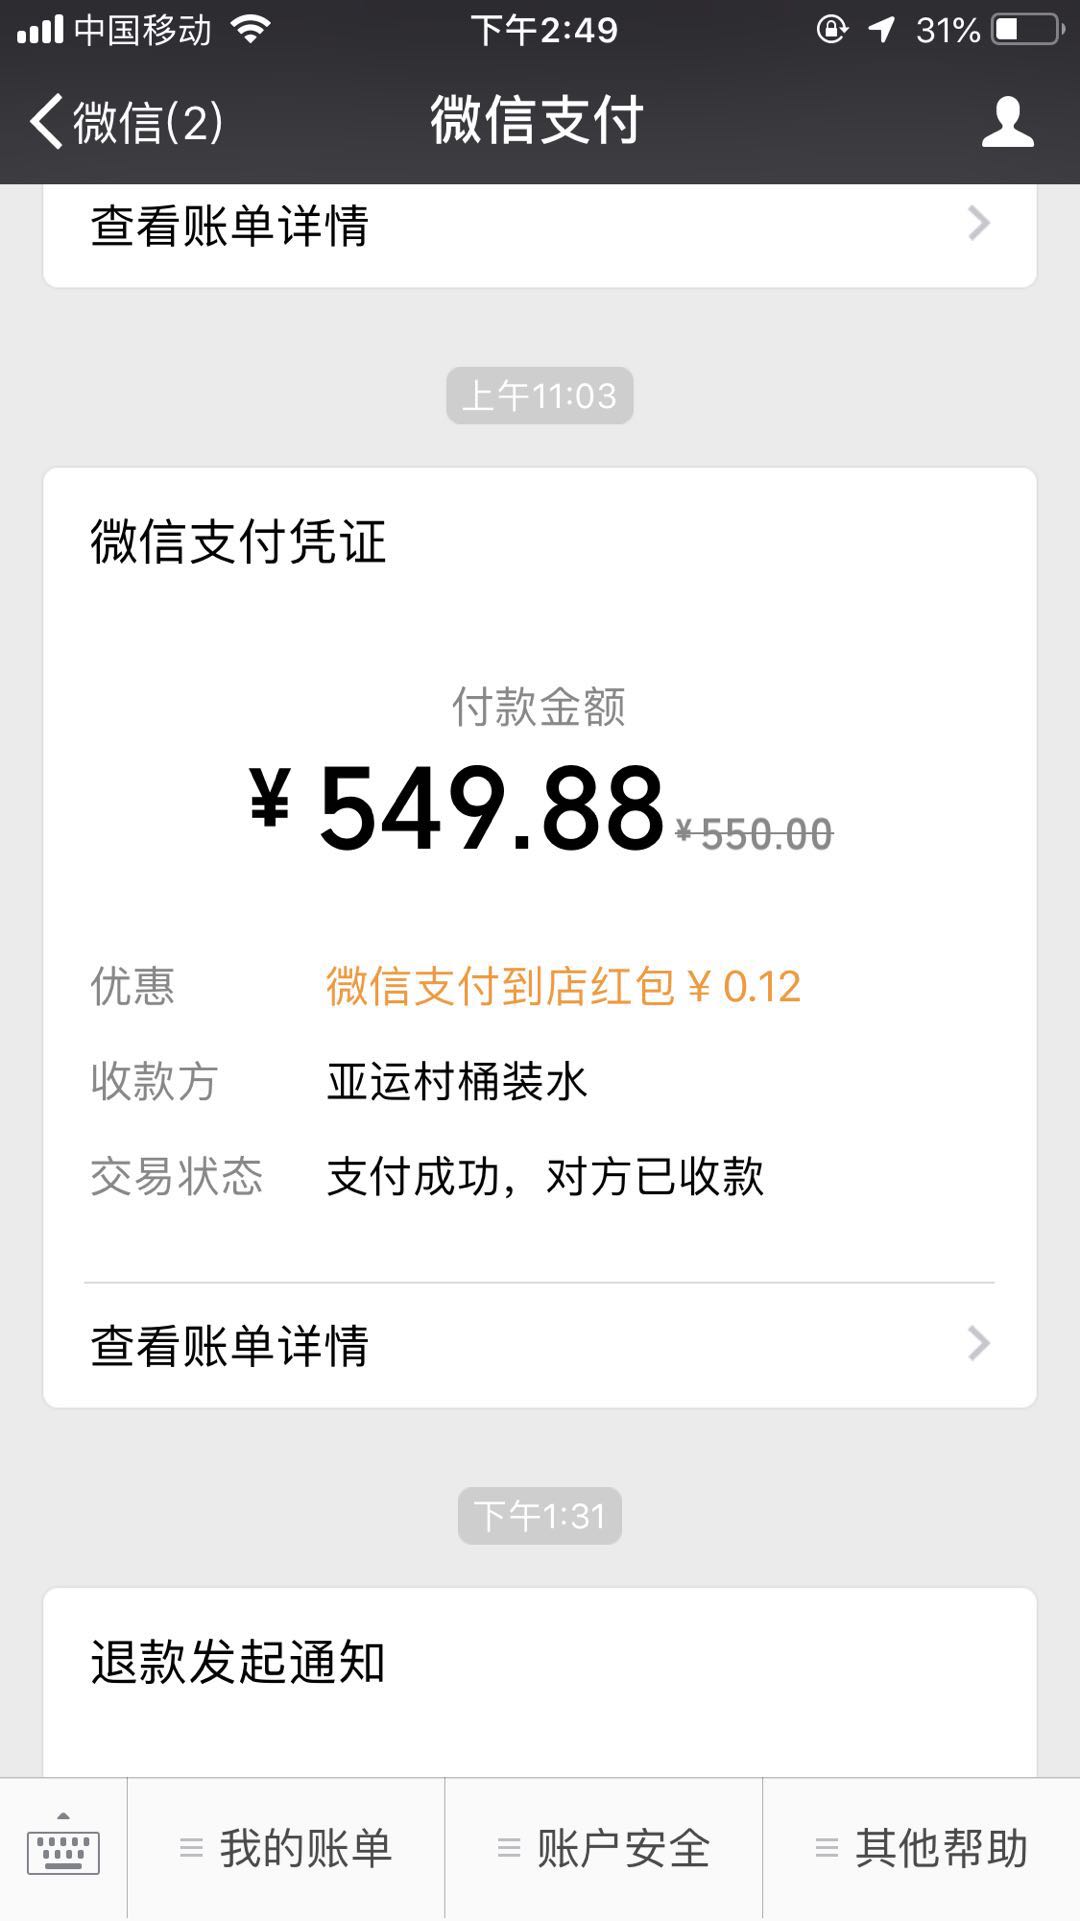 中国移动 下午2:49 31%
微信(2) 微信支付
查看账单详情
上午11:03
微信支付凭证
付款金额
¥ 549.88 ¥550.00
优惠 微信支付到店红包 ¥ 0.12
收款方 亚运村桶装水
交易状态 支付成功，对方已收款
查看账单详情
下午1:31
退款发起通知
我的账单 账户安全 其他帮助